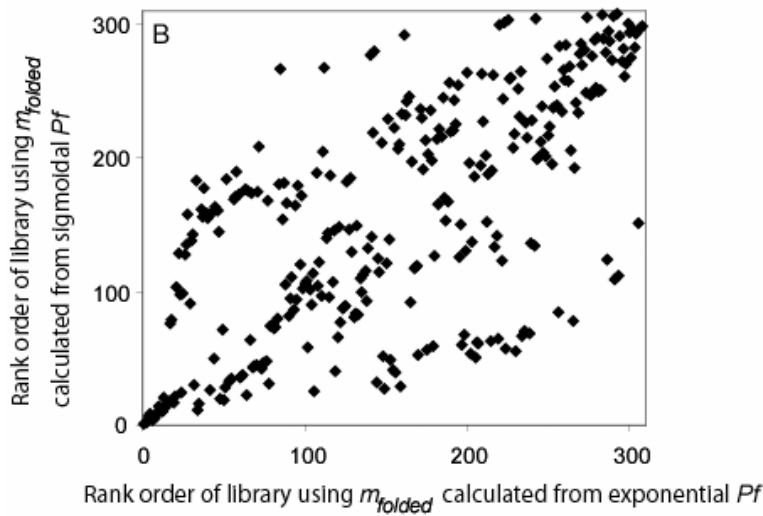 B
Rank order of library using m_folded
calculated from sigmoidal Pf
300
200
100
0
0 100 200 300
Rank order of library using m_folded calculated from exponential Pf